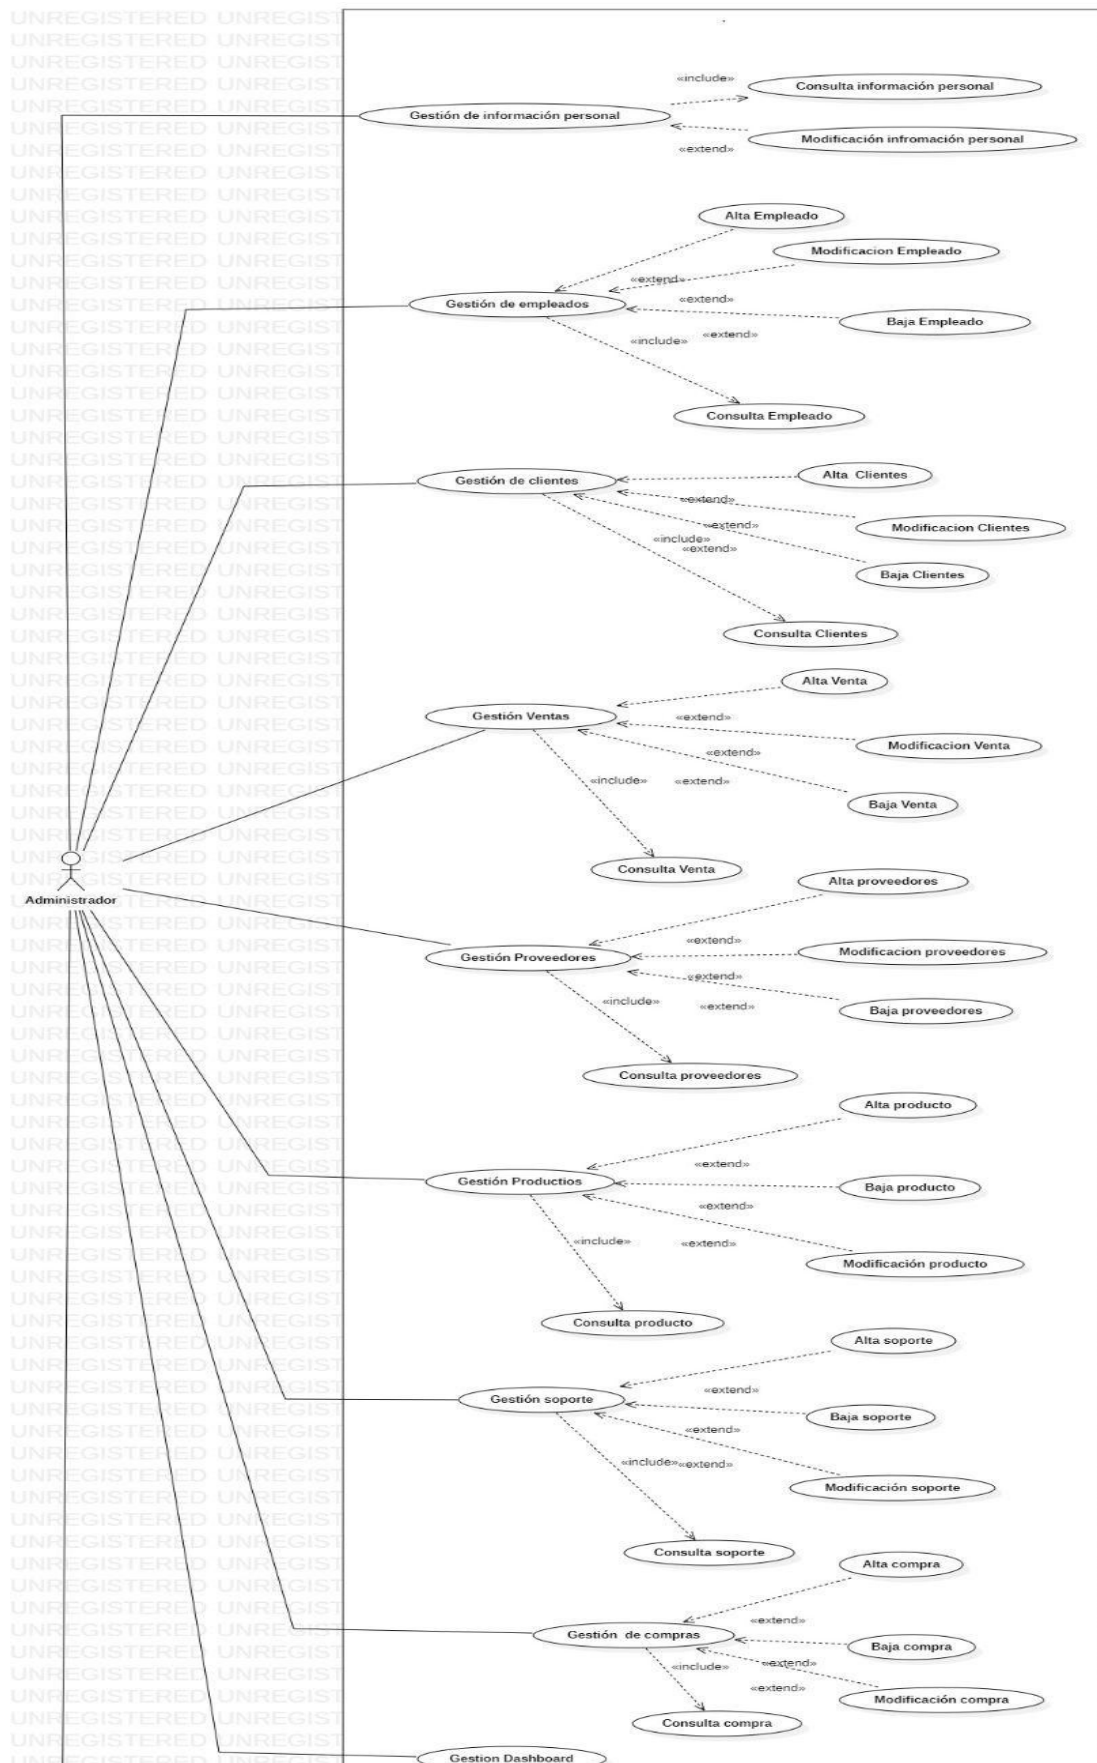 UNREGISTERED UNREGISTERED
«include»
Consulta información personal
Gestión de información personal
Modificación infromación personal
«extend»
Alta Empleado
Modificacion Empleado
«extend»
Gestión de empleados
«extend»
Baja Empleado
«extend»
«include»
Consulta Empleado
Gestión de clientes
Alta Clientes
«extend»
Modificacion Clientes
«extend»
«include»
«extend»
Baja Clientes
Consulta Clientes
Alta Venta
Gestión Ventas
«extend»
Modificacion Venta
«extend»
«include»
«extend»
Baja Venta
Consulta Venta
Alta proveedores
Administrador
«extend»
Modificacion proveedores
Gestión Proveedores
«extend»
«include»
«extend»
Baja proveedores
Consulta proveedores
Alta producto
«extend»
Gestión Productios
Baja producto
«extend»
«include»
«extend»
Modificación producto
Consulta producto
Alta soporte
«extend»
Gestión soporte
Baja soporte
«extend»
«include»
«extend»
Modificación soporte
Consulta soporte
Alta compra
«extend»
Gestión de compras
Baja compra
«include»
«extend»
«extend»
Modificación compra
Consulta compra
Gestion Dashboard